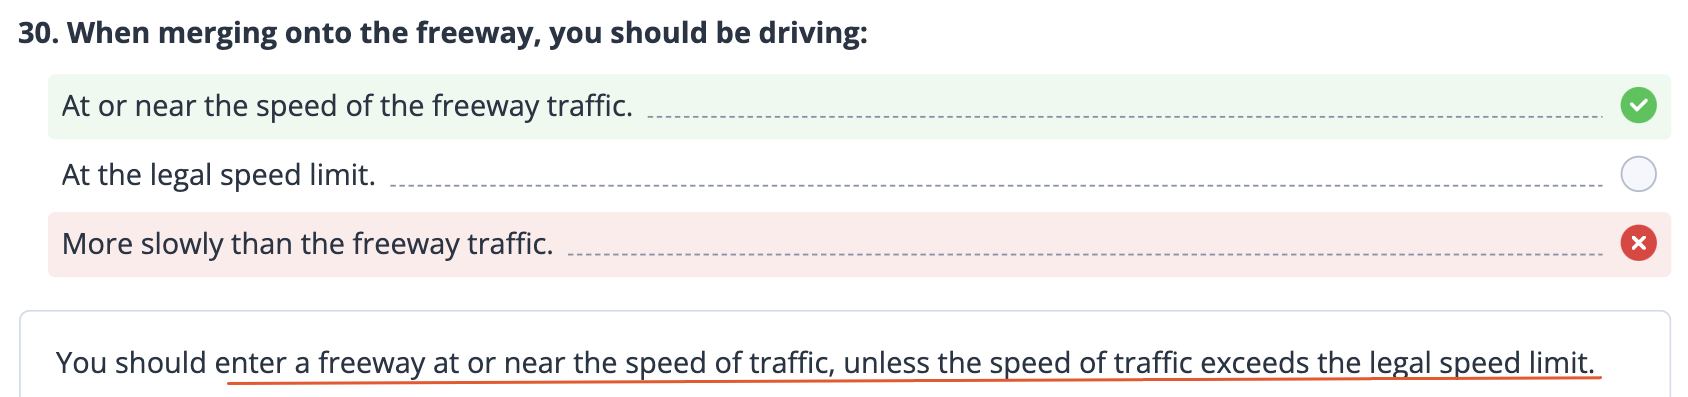 30. When merging onto the freeway, you should be driving:
At or near the speed of the freeway traffic.
At the legal speed limit.
More slowly than the freeway traffic.
You should enter a freeway at or near the speed of traffic, unless the speed of traffic exceeds the legal speed limit.